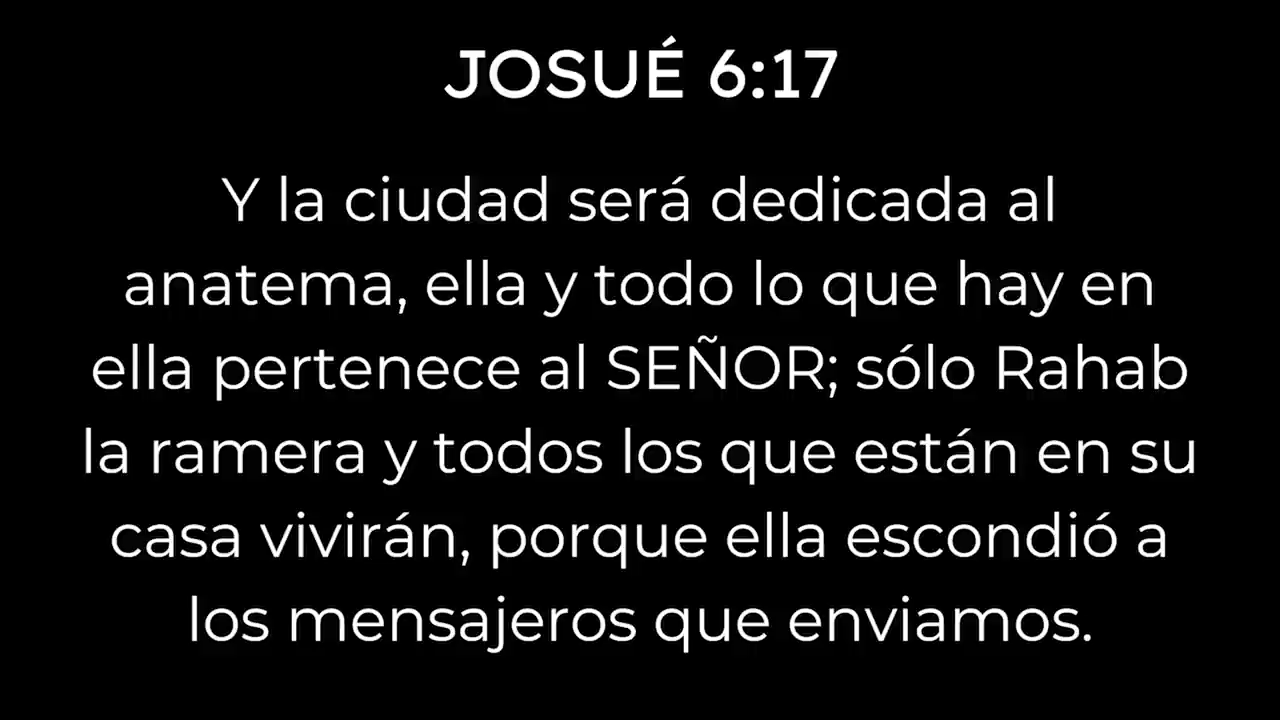 JOSUÉ 6:17
Y la ciudad será dedicada al
anatema, ella y todo lo que hay en
ella pertenece al SEÑOR; sólo Rahab
la ramera y todos los que están en su
casa vivirán, porque ella escondió a
los mensajeros que enviamos.